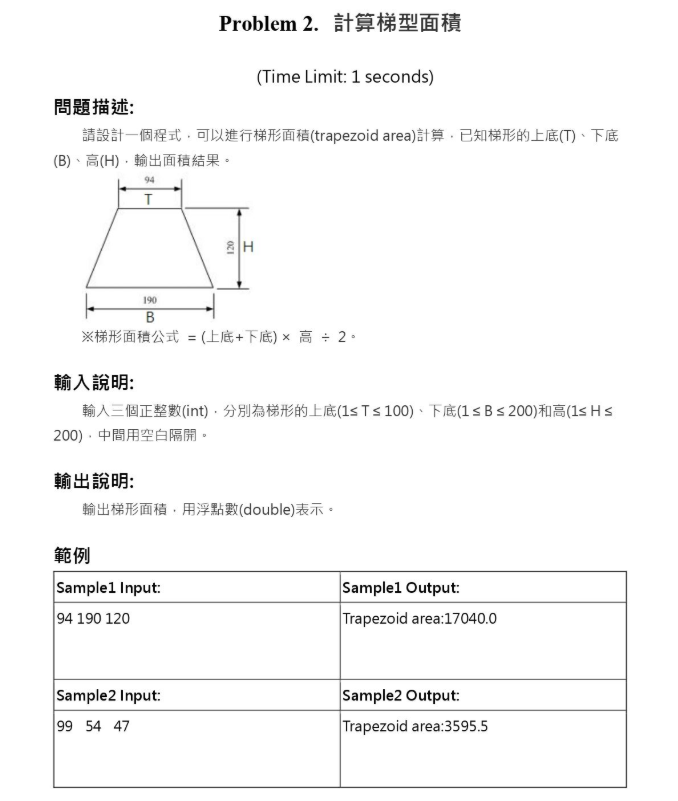 Problem 2. 計算梯型面積
(Time Limit: 1 seconds)
問題描述:
請設計一個程式，可以進行梯形面積(trapezoid area)計算，已知梯形的上底(T)、下底
(B)、高(H)，輸出面積結果。
94
T
120
H
190
B
※梯形面積公式 = (上底+下底) × 高 ÷ 2。
輸入說明:
輸入三個正整數(int)，分別為梯形的上底(1≤ T ≤ 100)、下底(1 ≤ B ≤ 200)和高(1≤ H ≤
200)，中間用空白隔開。
輸出說明:
輸出梯形面積，用浮點數(double)表示。
範例
Sample1 Input:
Sample1 Output:
94 190 120
Trapezoid area:17040.0
Sample2 Input:
Sample2 Output:
99 54 47
Trapezoid area:3595.5